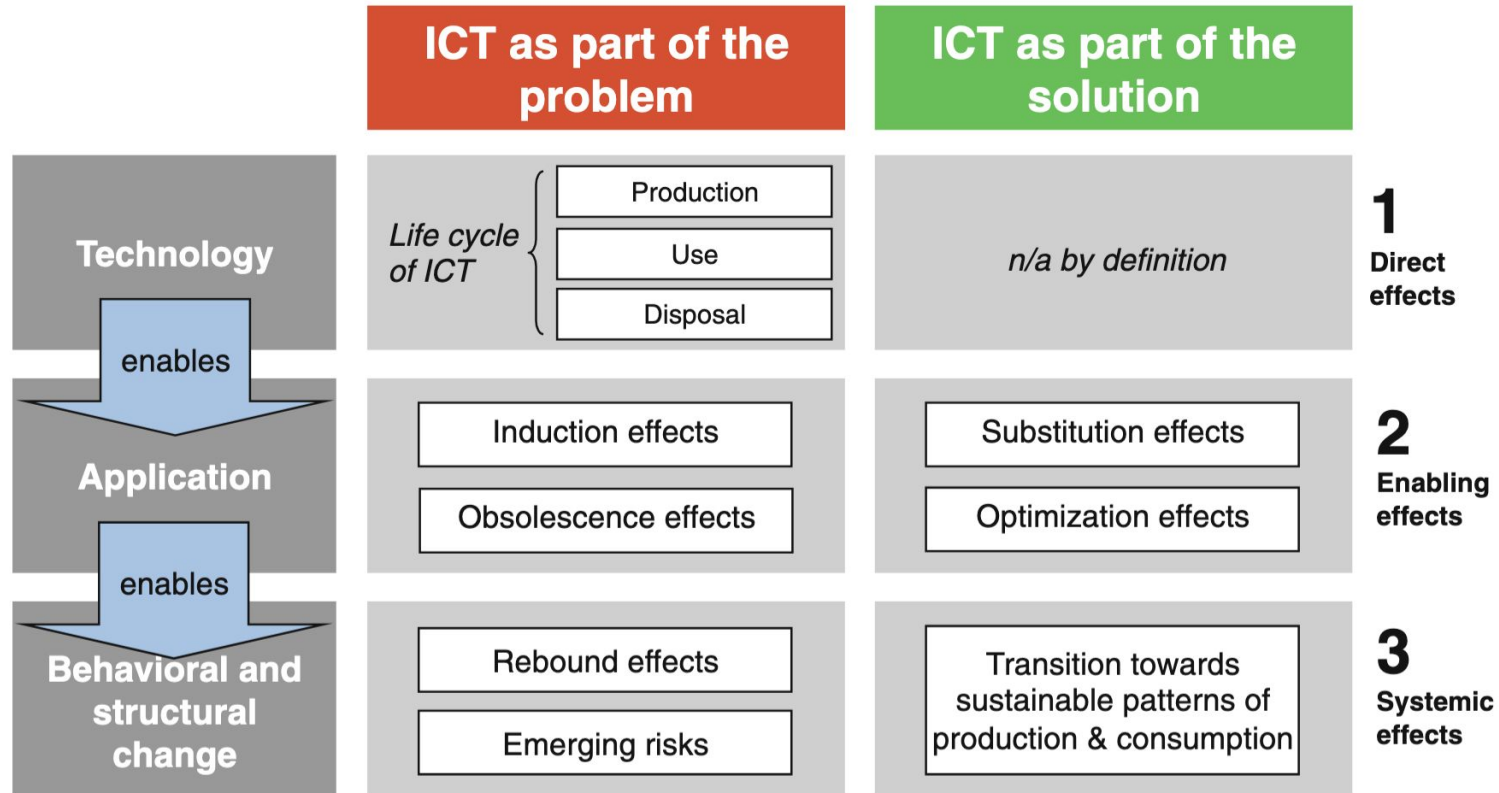 ICT as part of the
problem
ICT as part of the
solution
Technology
Life cycle
of ICT
Production
Use
Disposal
n/a by definition
1
Direct
effects
enables
Application
Induction effects
Obsolescence effects
Substitution effects
Optimization effects
2
Enabling
effects
enables
Behavioral and
structural
change
Rebound effects
Emerging risks
Transition towards
sustainable patterns of
production & consumption
3
Systemic
effects